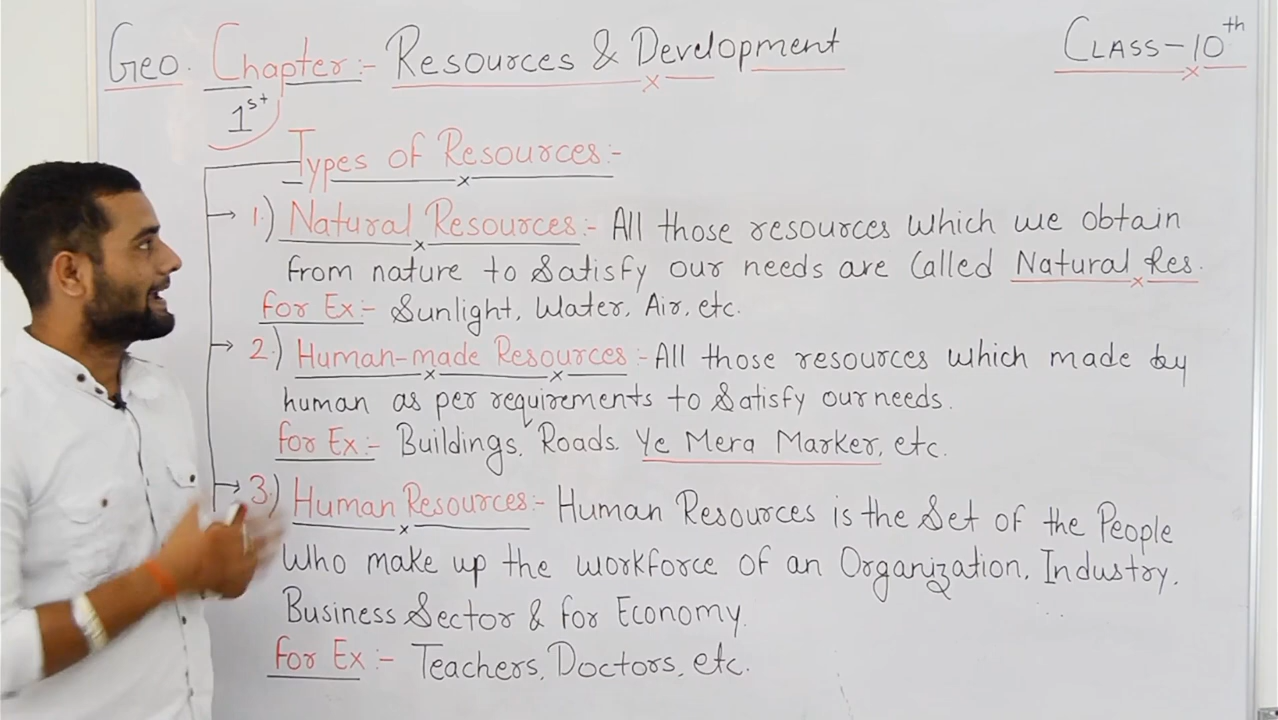 Geo. Chapter:- Resources & Development
Class-10th
1st
Types of Resources:-
1.) Natural Resources:- All those resources which we obtain
from nature to Satisfy our needs are Called Natural Res.
for Ex:- Sunlight, Water, Air, etc.
2.) Human-made Resources:- All those resources which made by
human as per requirements to Satisfy our needs.
for Ex:- Buildings, Roads. Ye Mera Marker, etc.
3.) Human Resources:- Human Resources is the Set of the People
Who make up the workforce of an Organization, Industry,
Business Sector & for Economy.
for Ex:- Teachers, Doctors, etc.